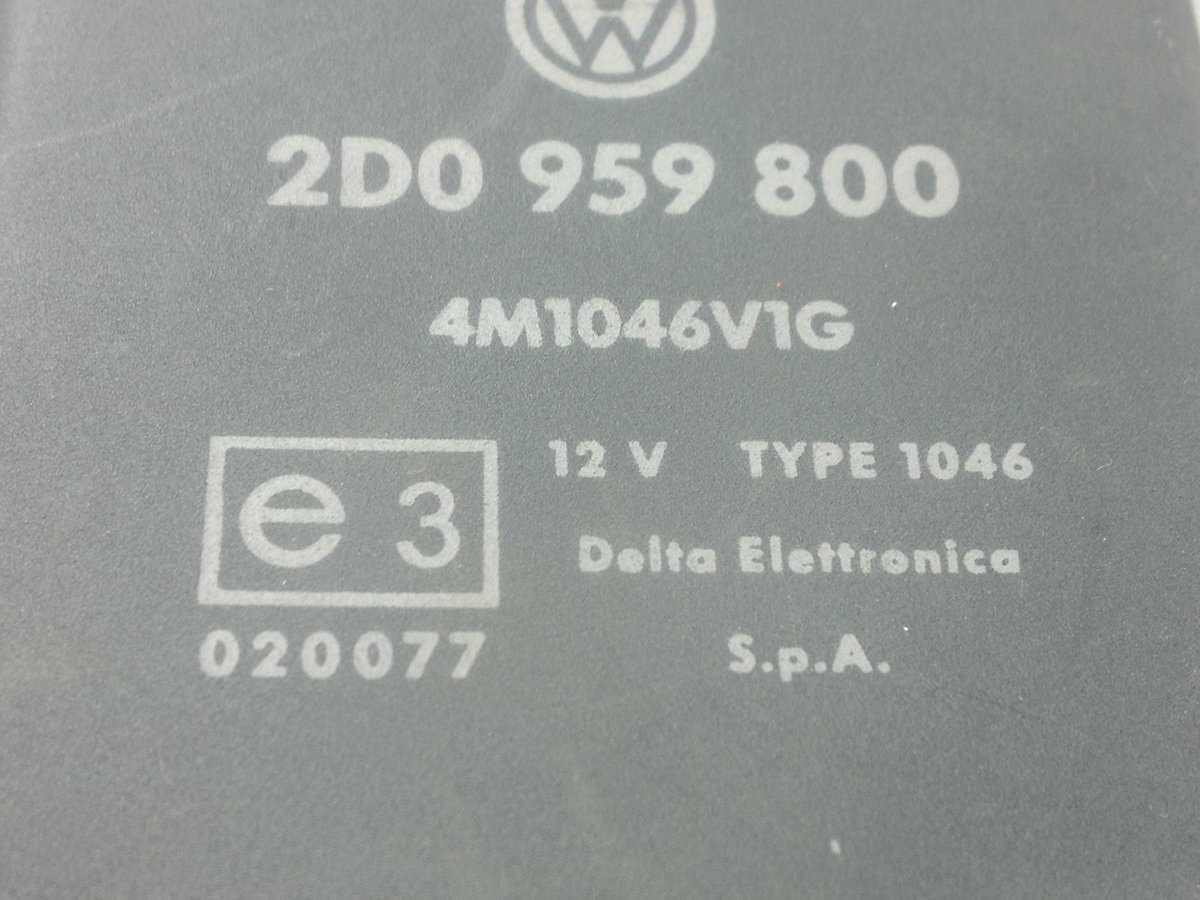 2D0 959 800
4M1046V1G
12 V TYPE 1046
e 3
Delta Elettronica
020077
S.p.A.